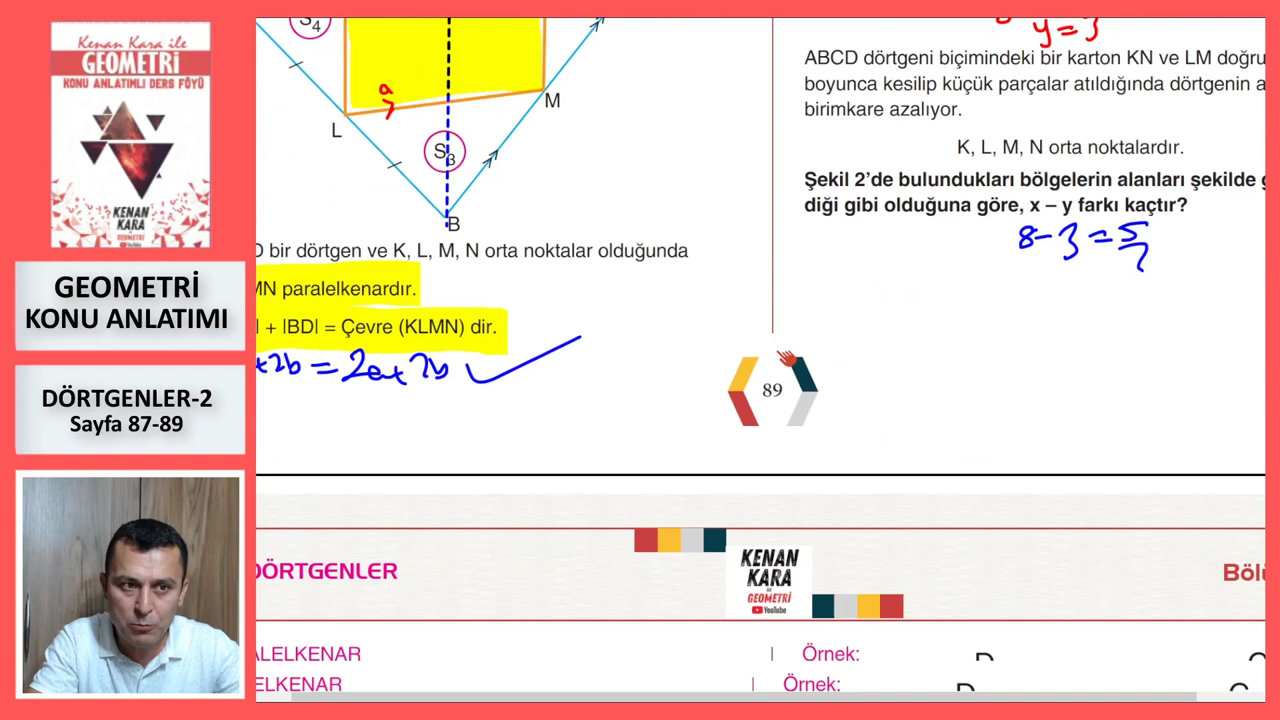 Kenan Kara ile
GEOMETRİ
KONU ANLATIMLI DERS FÖYÜ
KENAN
KARA
GEOMETRİ
KONU ANLATIMI
DÖRTGENLER-2
Sayfa 87-89
S4
a
L
M
S3
B
D bir dörtgen ve K, L, M, N orta noktalar olduğunda
MN paralelkenardır.
| + |BD| = Çevre (KLMN) dir.
+2b = 2a+2b
y = 3
ABCD dörtgeni biçimindeki bir karton KN ve LM doğru
boyunca kesilip küçük parçalar atıldığında dörtgenin a
birimkare azalıyor.
K, L, M, N orta noktalardır.
Şekil 2'de bulundukları bölgelerin alanları şekilde g
diği gibi olduğuna göre, x – y farkı kaçtır?
8-3=5
89
DÖRTGENLER
KENAN
KARA
ile
GEOMETRİ
YouTube
Bölü
ALELKENAR
Örnek:
ELKENAR
Örnek: